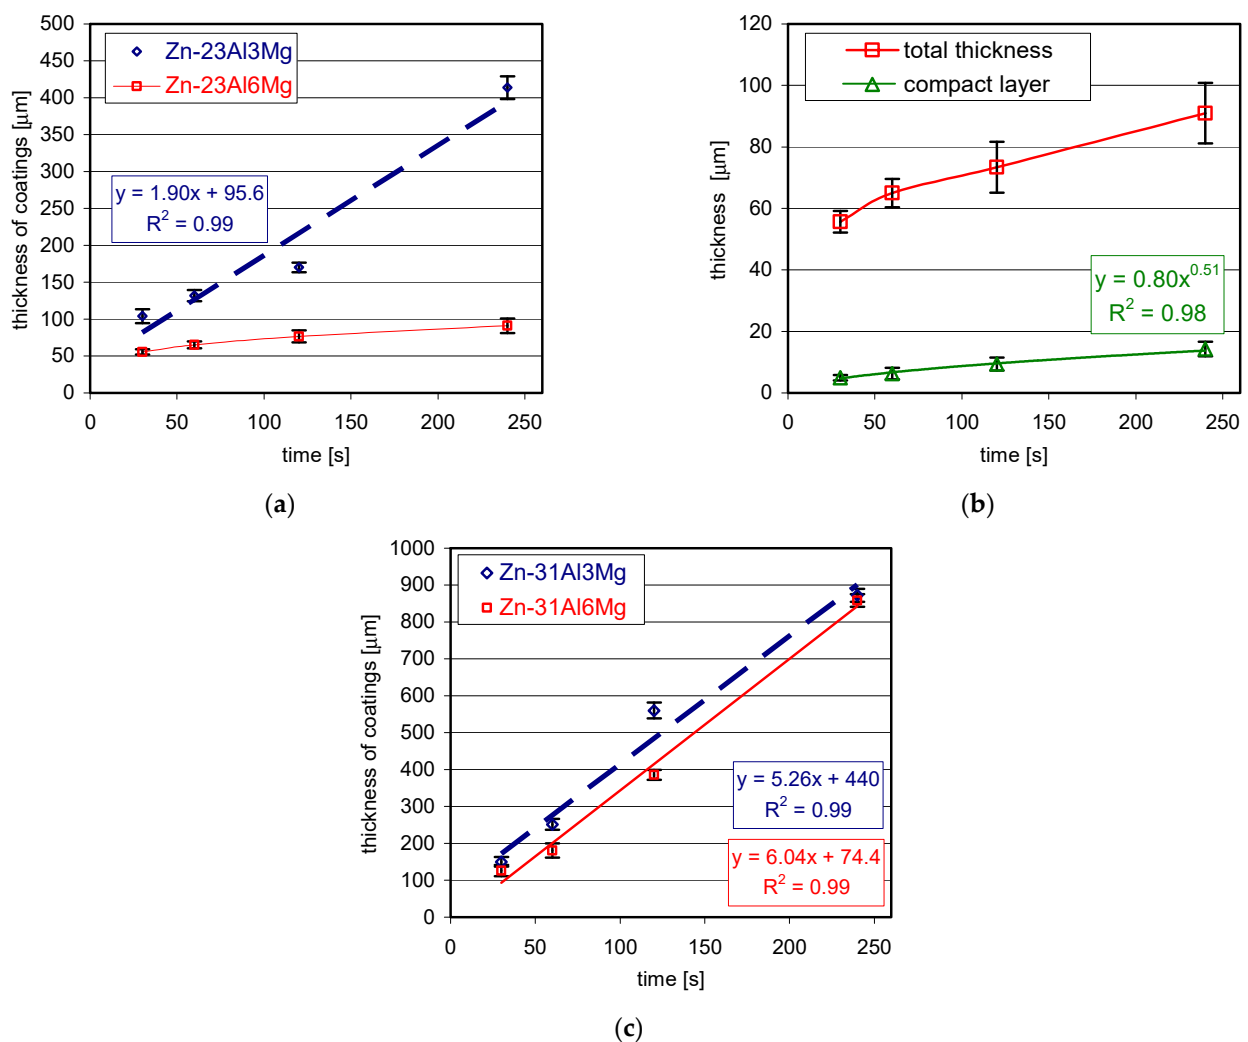 500
450
400
350
300
250
200
150
100
50
0
thickness of coatings [μm]
Zn-23Al3Mg
Zn-23Al6Mg
y = 1.90x + 95.6
R² = 0.99
0 50 100 150 200 250
time [s]
(a)
120
100
80
60
40
20
0
thickness [μm]
total thickness
compact layer
y = 0.80x^0.51
R² = 0.98
0 50 100 150 200 250
time [s]
(b)
1000
900
800
700
600
500
400
300
200
100
0
thickness of coatings [μm]
Zn-31Al3Mg
Zn-31Al6Mg
y = 5.26x + 440
R² = 0.99
y = 6.04x + 74.4
R² = 0.99
0 50 100 150 200 250
time [s]
(c)